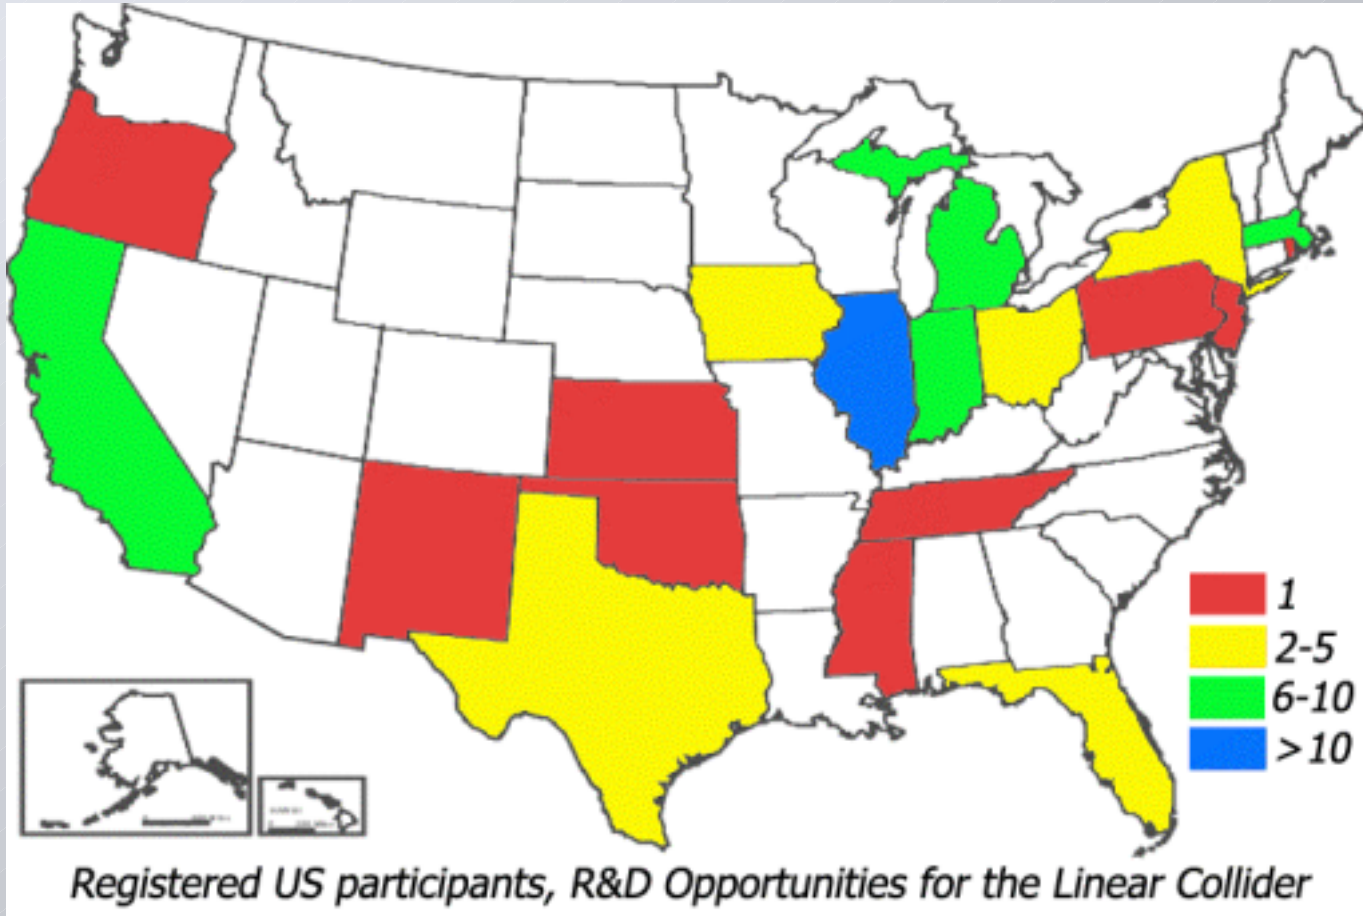 1
2-5
6-10
>10
Registered US participants, R&D Opportunities for the Linear Collider